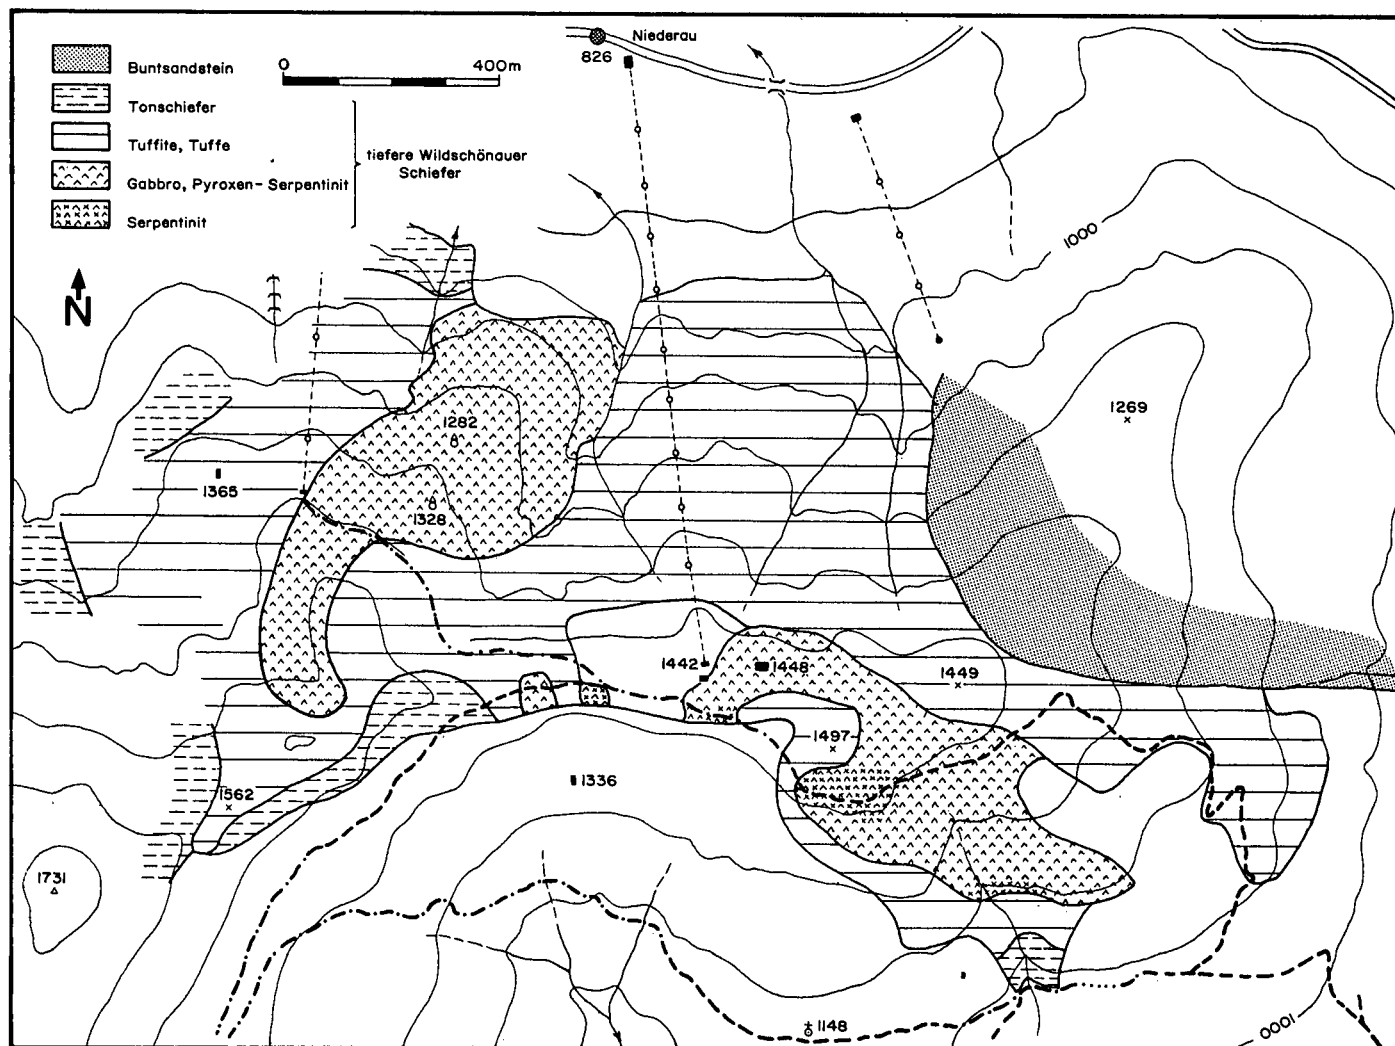 Niederau
826
0 400m
Buntsandstein
Tonschiefer
Tuffite, Tuffe
tiefere Wildschönauer
Schiefer
Gabbro, Pyroxen-Serpentinit
Serpentinit
N
1000
1269
1282
1365
1328
1442
1448
1449
1497
1336
1562
1731
1148
1000